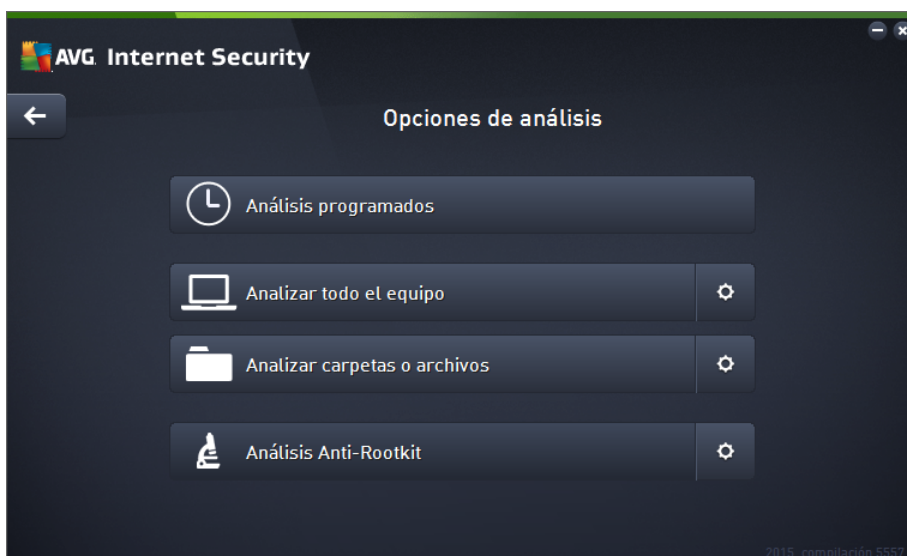 AVG. Internet Security
Opciones de análisis
Análisis programados
Analizar todo el equipo
Analizar carpetas o archivos
Análisis Anti-Rootkit
2015, compilación 5557